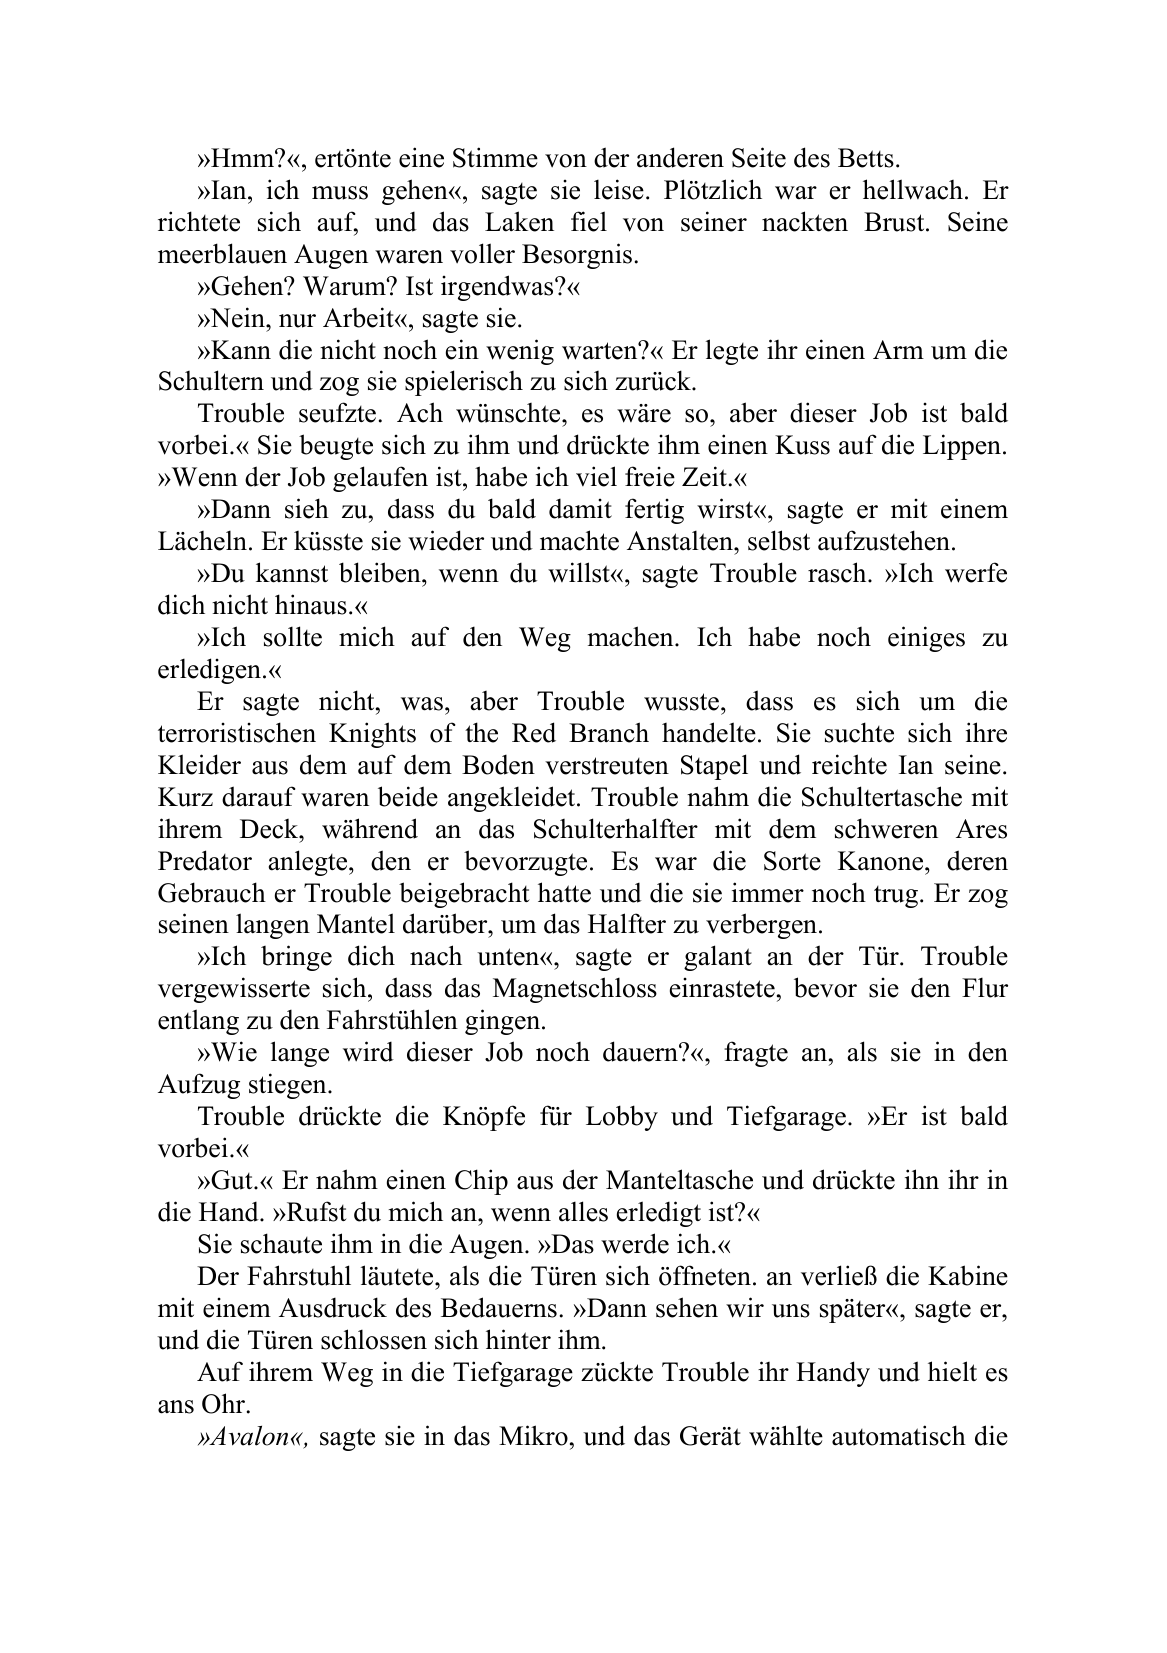 »Hmm?«, ertönte eine Stimme von der anderen Seite des Betts.
»Ian, ich muss gehen«, sagte sie leise. Plötzlich war er hellwach. Er
richtete sich auf, und das Laken fiel von seiner nackten Brust. Seine
meerblauen Augen waren voller Besorgnis.
»Gehen? Warum? Ist irgendwas?«
»Nein, nur Arbeit«, sagte sie.
»Kann die nicht noch ein wenig warten?« Er legte ihr einen Arm um die
Schultern und zog sie spielerisch zu sich zurück.
Trouble seufzte. Ach wünschte, es wäre so, aber dieser Job ist bald
vorbei.« Sie beugte sich zu ihm und drückte ihm einen Kuss auf die Lippen.
»Wenn der Job gelaufen ist, habe ich viel freie Zeit.«
»Dann sieh zu, dass du bald damit fertig wirst«, sagte er mit einem
Lächeln. Er küsste sie wieder und machte Anstalten, selbst aufzustehen.
»Du kannst bleiben, wenn du willst«, sagte Trouble rasch. »Ich werfe
dich nicht hinaus.«
»Ich sollte mich auf den Weg machen. Ich habe noch einiges zu
erledigen.«
Er sagte nicht, was, aber Trouble wusste, dass es sich um die
terroristischen Knights of the Red Branch handelte. Sie suchte sich ihre
Kleider aus dem auf dem Boden verstreuten Stapel und reichte Ian seine.
Kurz darauf waren beide angekleidet. Trouble nahm die Schultertasche mit
ihrem Deck, während an das Schulterhalfter mit dem schweren Ares
Predator anlegte, den er bevorzugte. Es war die Sorte Kanone, deren
Gebrauch er Trouble beigebracht hatte und die sie immer noch trug. Er zog
seinen langen Mantel darüber, um das Halfter zu verbergen.
»Ich bringe dich nach unten«, sagte er galant an der Tür. Trouble
vergewisserte sich, dass das Magnetschloss einrastete, bevor sie den Flur
entlang zu den Fahrstühlen gingen.
»Wie lange wird dieser Job noch dauern?«, fragte an, als sie in den
Aufzug stiegen.
Trouble drückte die Knöpfe für Lobby und Tiefgarage. »Er ist bald
vorbei.«
»Gut.« Er nahm einen Chip aus der Manteltasche und drückte ihn ihr in
die Hand. »Rufst du mich an, wenn alles erledigt ist?«
Sie schaute ihm in die Augen. »Das werde ich.«
Der Fahrstuhl läutete, als die Türen sich öffneten. an verließ die Kabine
mit einem Ausdruck des Bedauerns. »Dann sehen wir uns später«, sagte er,
und die Türen schlossen sich hinter ihm.
Auf ihrem Weg in die Tiefgarage zückte Trouble ihr Handy und hielt es
ans Ohr.
»Avalon«, sagte sie in das Mikro, und das Gerät wählte automatisch die